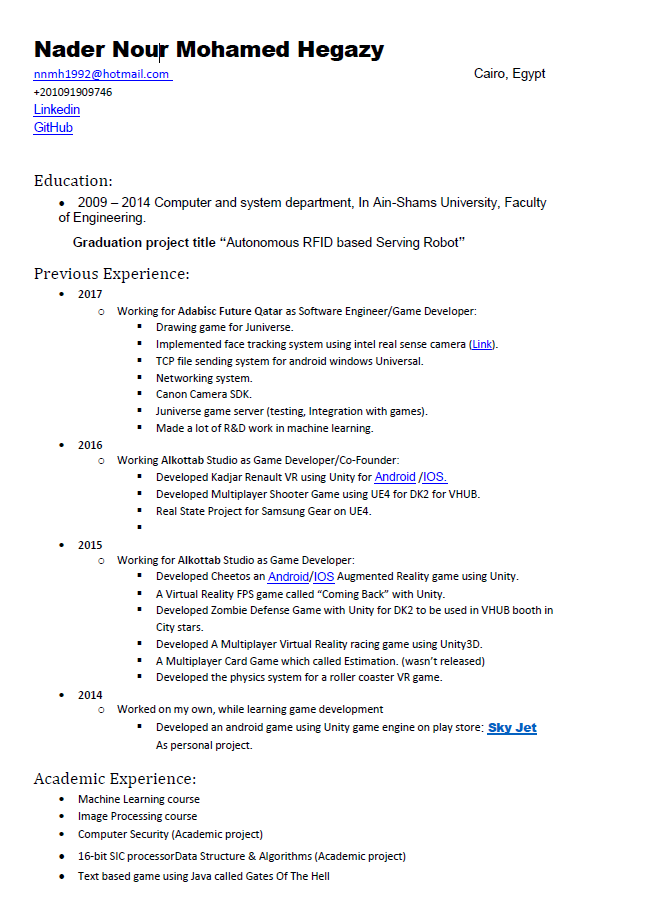 Nader Nour Mohamed Hegazy
nnmh1992@hotmail.com Cairo, Egypt
+201091909746
Linkedin
GitHub
Education:
• 2009 – 2014 Computer and system department, In Ain-Shams University, Faculty
of Engineering.
Graduation project title “Autonomous RFID based Serving Robot”
Previous Experience:
• 2017
o Working for Adabisc Future Qatar as Software Engineer/Game Developer:
▪ Drawing game for Juniverse.
▪ Implemented face tracking system using intel real sense camera (Link).
▪ TCP file sending system for android windows Universal.
▪ Networking system.
▪ Canon Camera SDK.
▪ Juniverse game server (testing, Integration with games).
▪ Made a lot of R&D work in machine learning.
• 2016
o Working Alkottab Studio as Game Developer/Co-Founder:
▪ Developed Kadjar Renault VR using Unity for Android /IOS.
▪ Developed Multiplayer Shooter Game using UE4 for DK2 for VHUB.
▪ Real State Project for Samsung Gear on UE4.
▪
• 2015
o Working for Alkottab Studio as Game Developer:
▪ Developed Cheetos an Android/IOS Augmented Reality game using Unity.
▪ A Virtual Reality FPS game called “Coming Back” with Unity.
▪ Developed Zombie Defense Game with Unity for DK2 to be used in VHUB booth in
City stars.
▪ Developed A Multiplayer Virtual Reality racing game using Unity3D.
▪ A Multiplayer Card Game which called Estimation. (wasn’t released)
▪ Developed the physics system for a roller coaster VR game.
• 2014
o Worked on my own, while learning game development
▪ Developed an android game using Unity game engine on play store: Sky Jet
As personal project.
Academic Experience:
• Machine Learning course
• Image Processing course
• Computer Security (Academic project)
• 16-bit SIC processorData Structure & Algorithms (Academic project)
• Text based game using Java called Gates Of The Hell